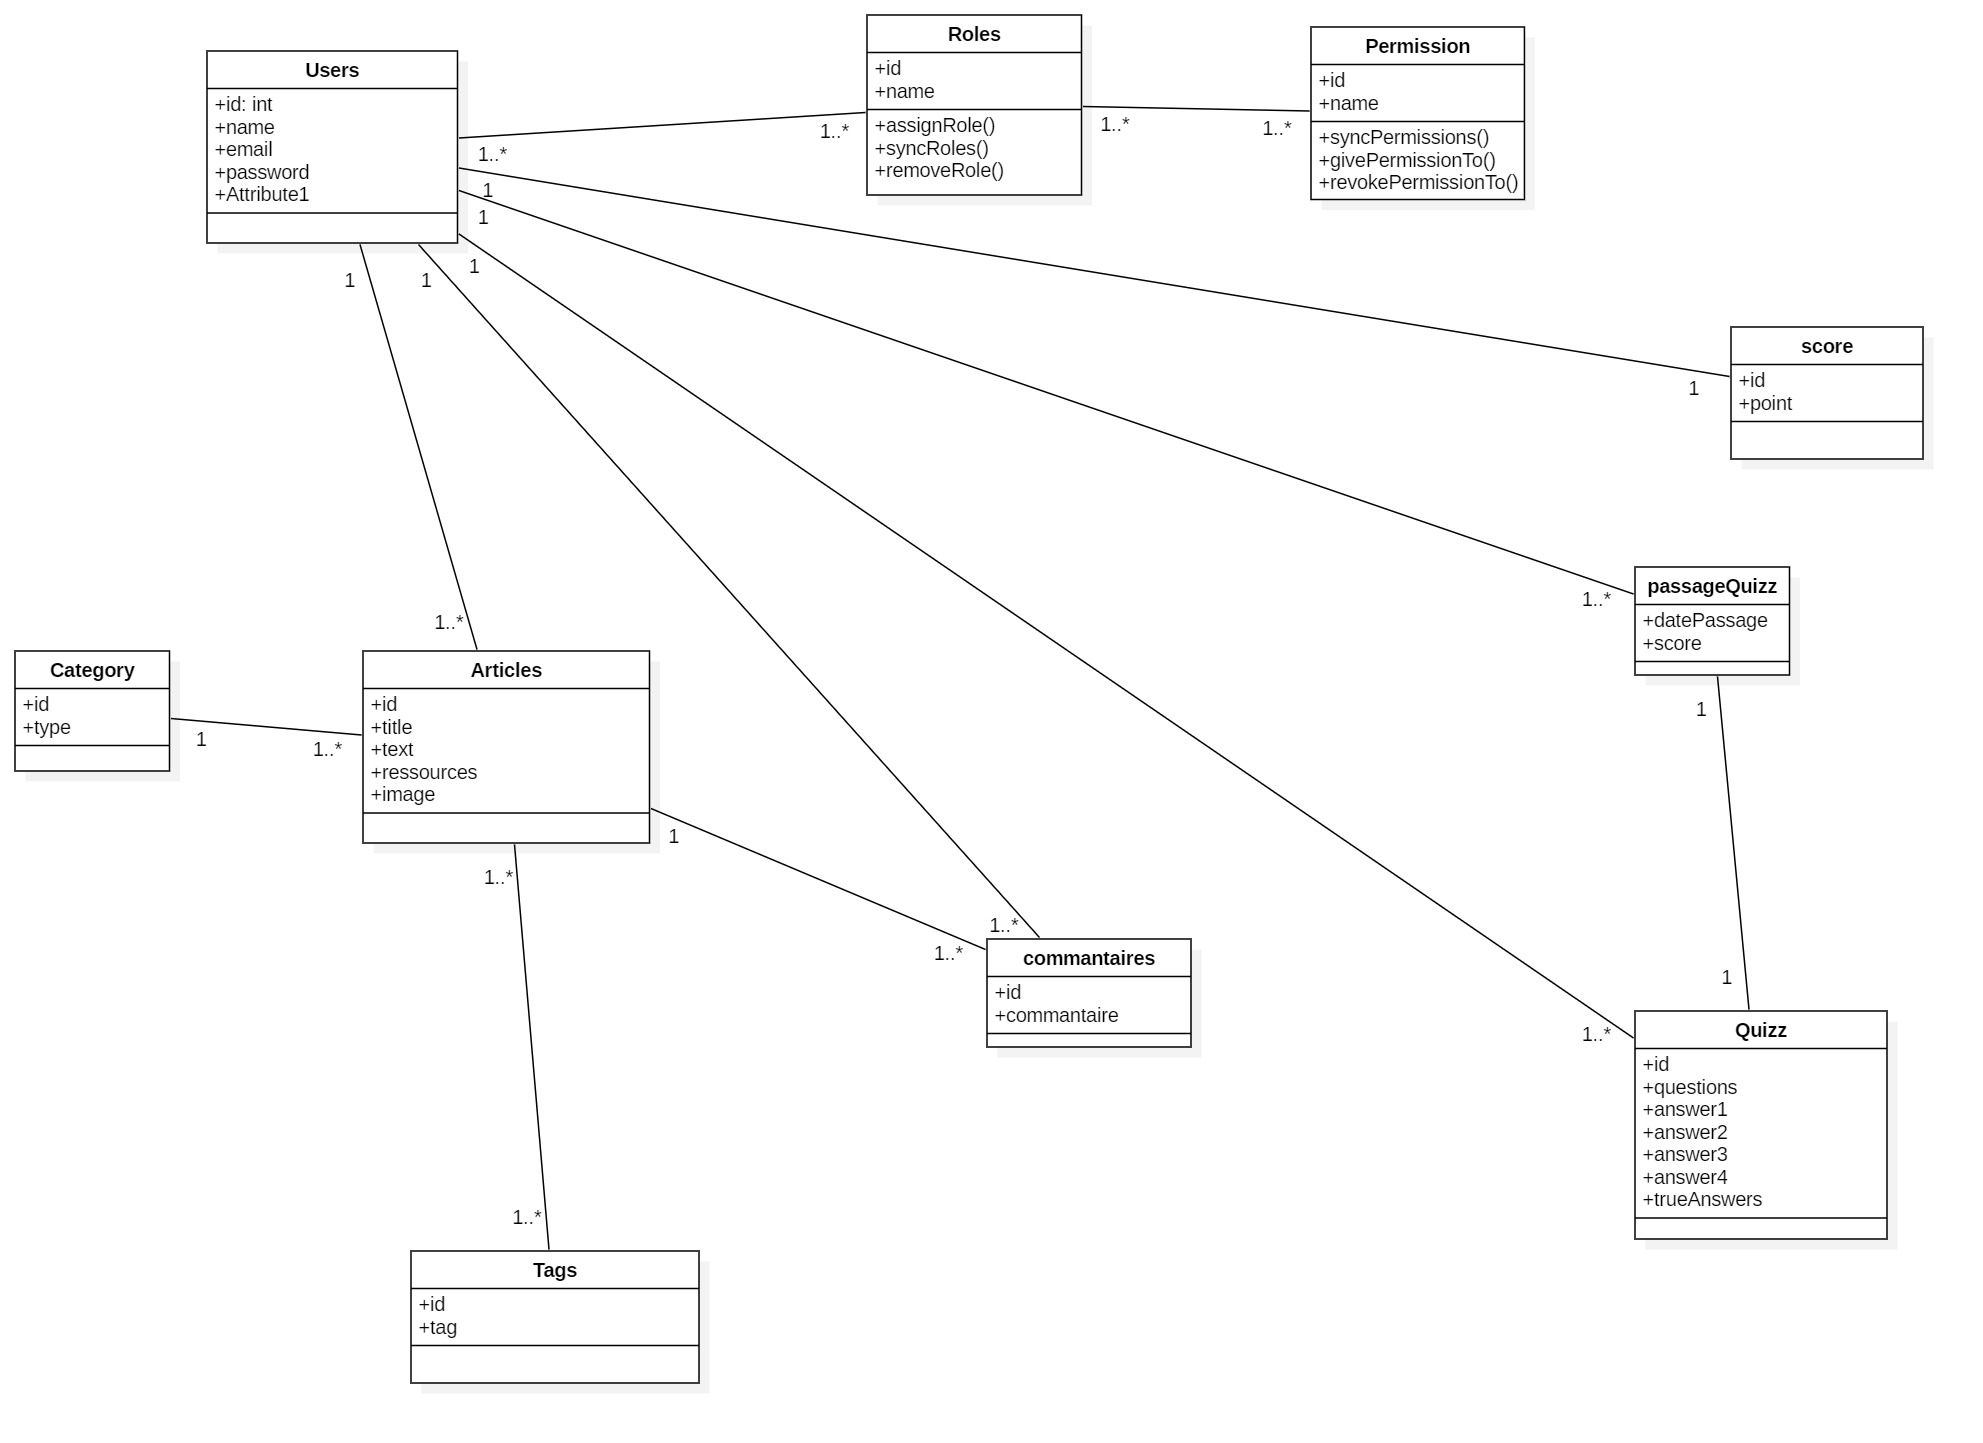 Users
+id: int
+name
+email
+password
+Attribute1
Roles
+id
+name
+assignRole()
+syncRoles()
+removeRole()
Permission
+id
+name
+syncPermissions()
+givePermissionTo()
+revokePermissionTo()
1..*
1..*
1..*
1..*
1
1
1
1
1
score
+id
+point
1
passageQuizz
+datePassage
+score
1..*
1
1..*
Category
+id
+type
1
1..*
Articles
+id
+title
+text
+ressources
+image
1
1..*
1..*
1..*
commantaires
+id
+commantaire
1
1..*
Quizz
+id
+questions
+answer1
+answer2
+answer3
+answer4
+trueAnswers
1..*
Tags
+id
+tag